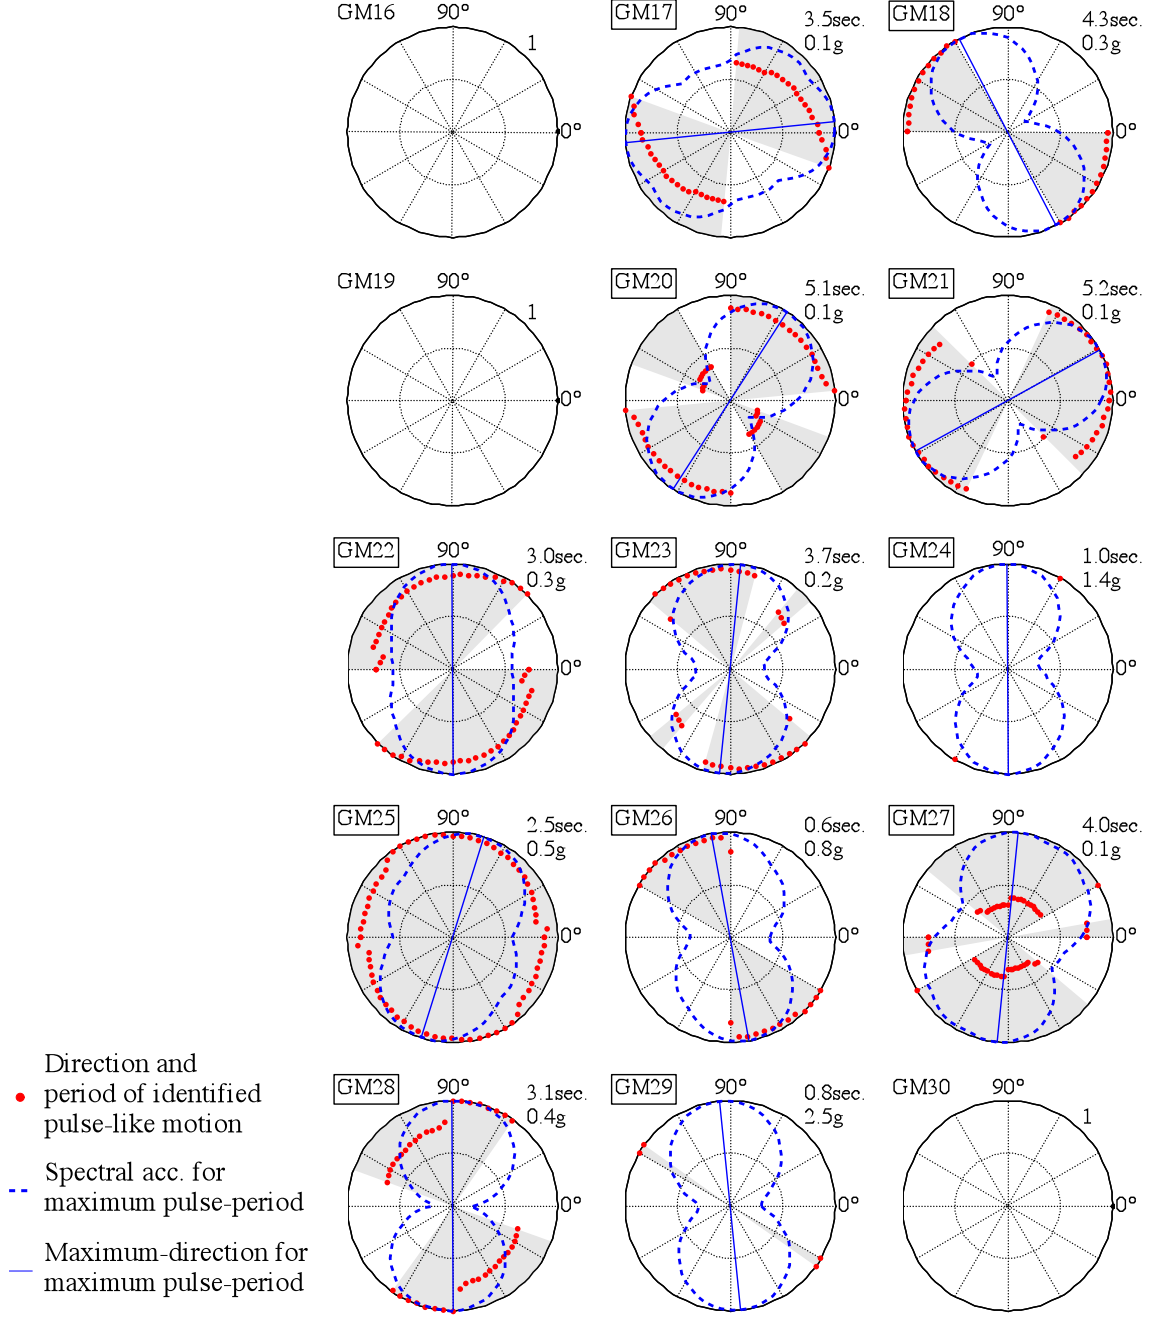 GM16 90° 1 0°
GM17 90° 3.5sec. 0.1g 0°
GM18 90° 4.3sec. 0.3g 0°
GM19 90° 1 0°
GM20 90° 5.1sec. 0.1g 0°
GM21 90° 5.2sec. 0.1g 0°
GM22 90° 3.0sec. 0.3g 0°
GM23 90° 3.7sec. 0.2g 0°
GM24 90° 1.0sec. 1.4g 0°
GM25 90° 2.5sec. 0.5g 0°
GM26 90° 0.6sec. 0.8g 0°
GM27 90° 4.0sec. 0.1g 0°
GM28 90° 3.1sec. 0.4g 0°
GM29 90° 0.8sec. 2.5g 0°
GM30 90° 1 0°
Direction and
period of identified
pulse-like motion
Spectral acc. for
maximum pulse-period
Maximum-direction for
maximum pulse-period